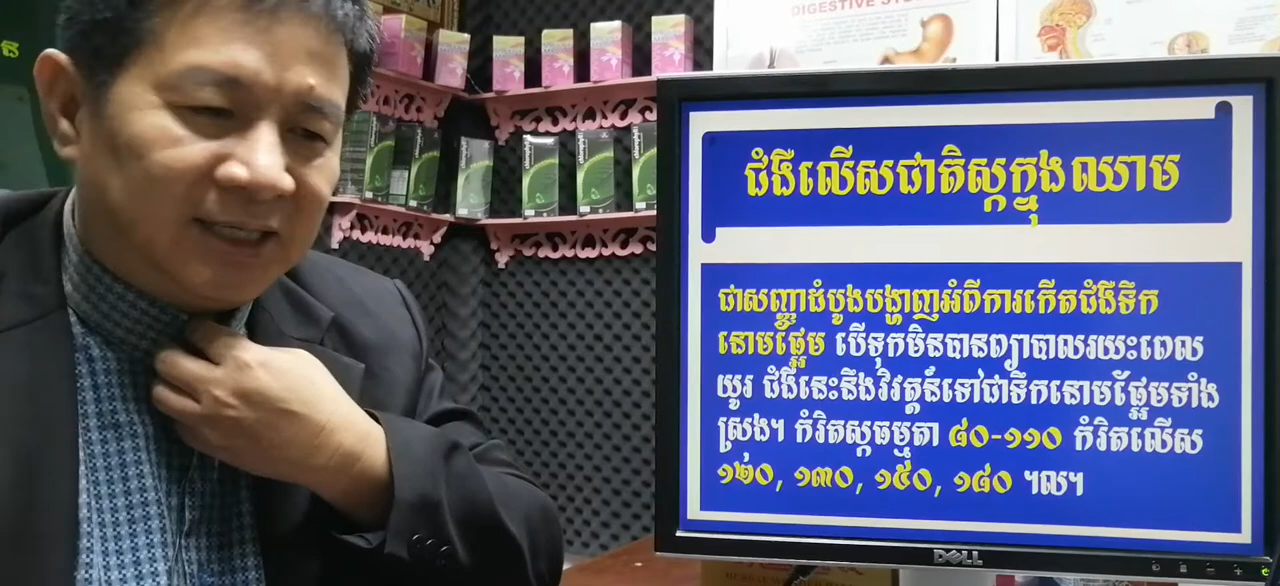 DIGESTIVE
ជំងឺលើសជាតិស្ករក្នុងឈាម
ជាសញ្ញាដំបូងបង្ហាញអំពីការកើតជំងឺទឹក
នោមផ្អែម បើទុកមិនបានព្យាបាលរយះពេល
យូរ ជំងឺនេះនឹងវិវត្តន៍ទៅជាទឹកនោមផ្អែមទាំង
ស្រុង។ កំរិតស្ករធម្មតា ៨០-១១០ កំរិតលើស
១២០, ១៣០, ១៥០, ១៨០ ។ល។
DELL